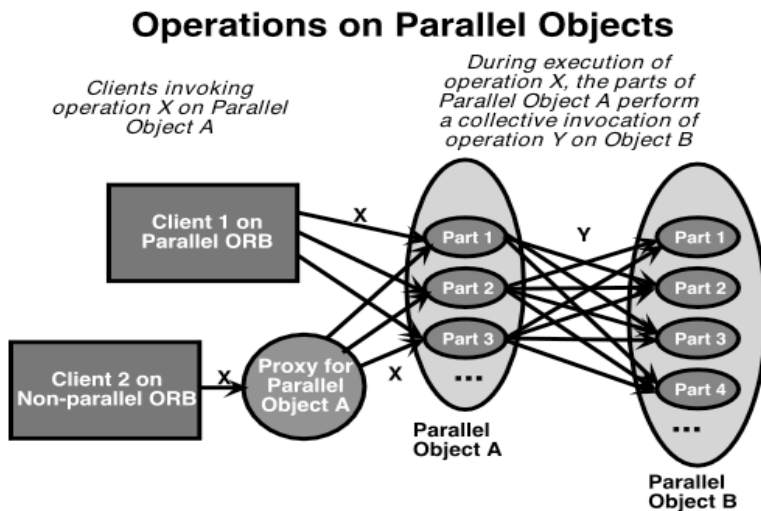 Operations on Parallel Objects
Clients invoking
operation X on Parallel
Object A
During execution of
operation X, the parts of
Parallel Object A perform
a collective invocation of
operation Y on Object B
Client 1 on
Parallel ORB
X
Part 1
Part 2
Part 3
...
Y
Part 1
Part 2
Part 3
Part 4
...
Client 2 on
Non-parallel ORB
X
Proxy for
Parallel
Object A
X
Parallel
Object A
Parallel
Object B